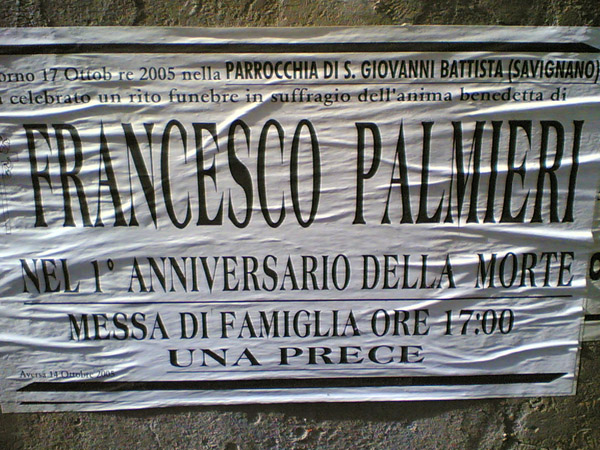 orno 17 Ottob re 2005 nella PARROCCHIA DI S. GIOVANNI BATTISTA (SAVIGNANO)
celebrato un rito funebre in suffragio dell'anima benedetta di
FRANCESCO PALMIERI
NEL 1° ANNIVERSARIO DELLA MORTE
MESSA DI FAMIGLIA ORE 17:00
UNA PRECE
Aversa 14 Ottobre 2005